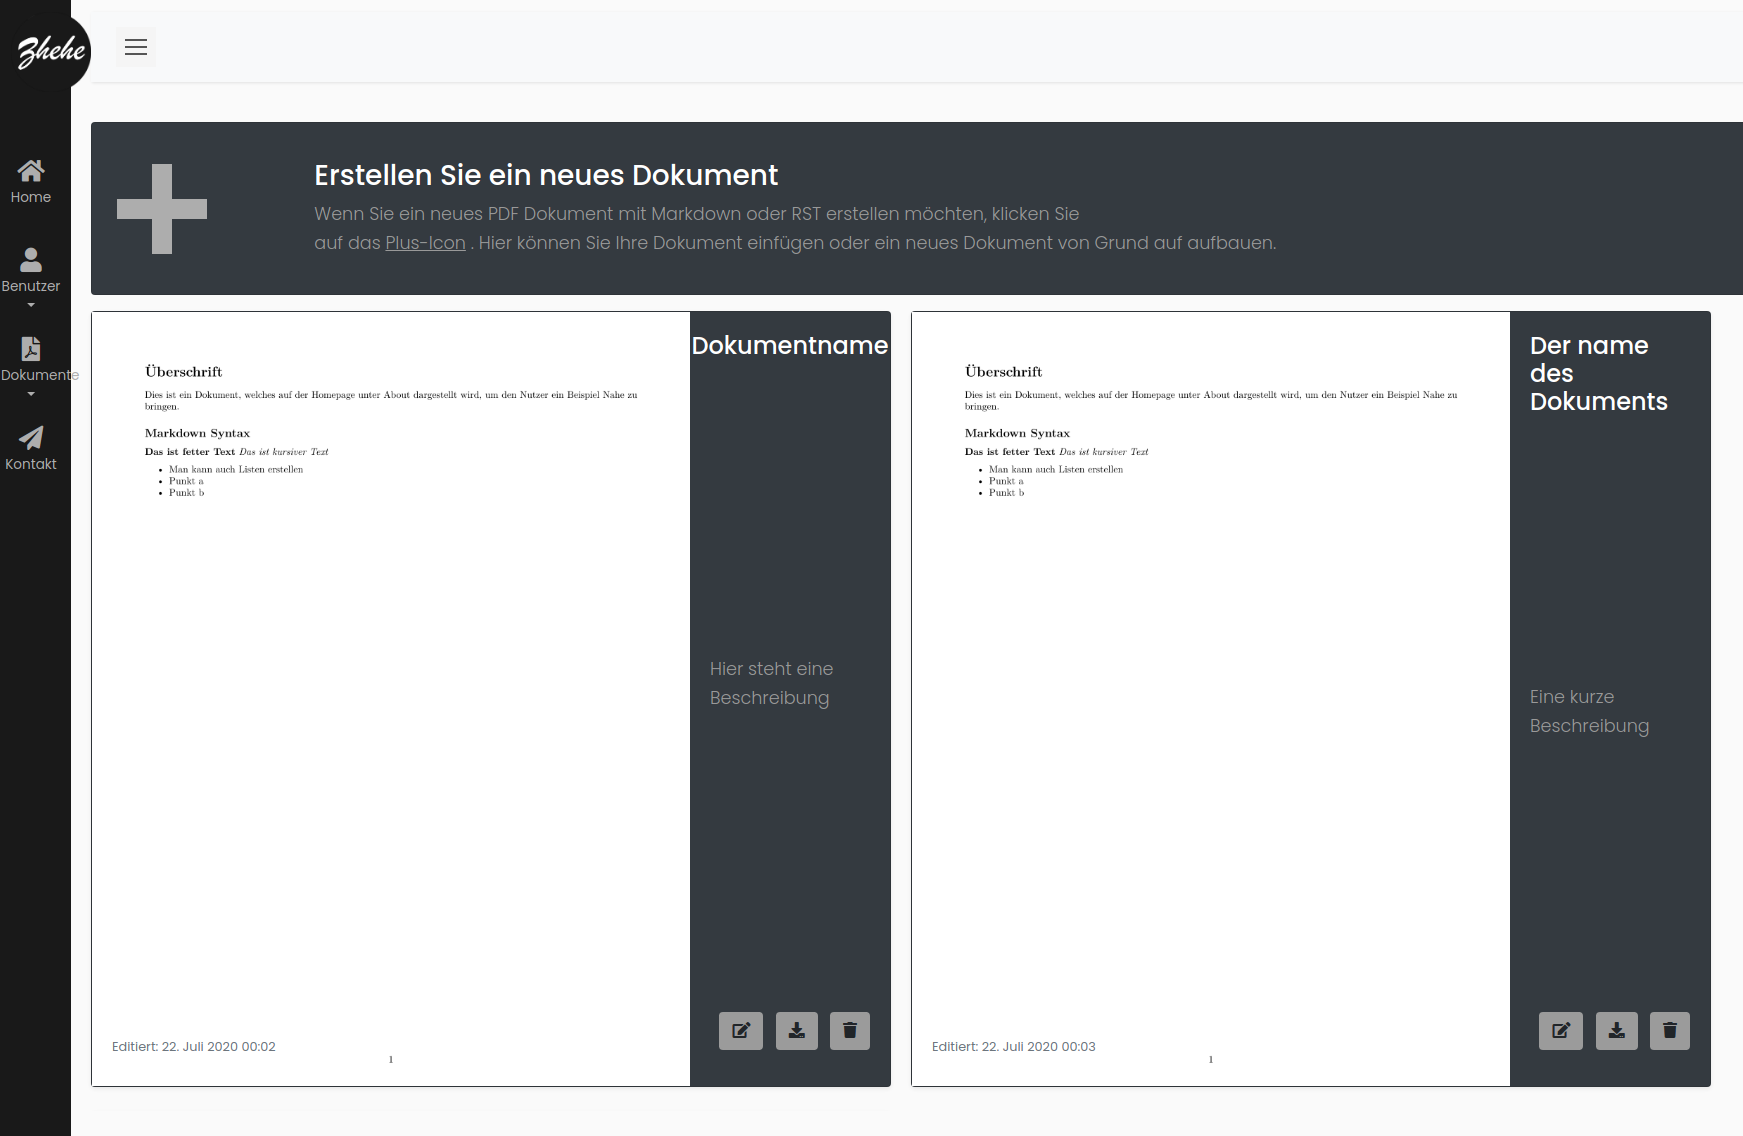 Zhehe
Home
Benutzer
Dokumente
Kontakt
Erstellen Sie ein neues Dokument
Wenn Sie ein neues PDF Dokument mit Markdown oder RST erstellen möchten, klicken Sie
auf das Plus-Icon . Hier können Sie Ihre Dokument einfügen oder ein neues Dokument von Grund auf aufbauen.
Überschrift
Dies ist ein Dokument, welches auf der Homepage unter About dargestellt wird, um den Nutzer ein Beispiel Nahe zu
bringen.
Markdown Syntax
Das ist fetter Text Das ist kursiver Text
• Man kann auch Listen erstellen
• Punkt a
• Punkt b
Editiert: 22. Juli 2020 00:02
1
Dokumentname
Hier steht eine
Beschreibung
Überschrift
Dies ist ein Dokument, welches auf der Homepage unter About dargestellt wird, um den Nutzer ein Beispiel Nahe zu
bringen.
Markdown Syntax
Das ist fetter Text Das ist kursiver Text
• Man kann auch Listen erstellen
• Punkt a
• Punkt b
Editiert: 22. Juli 2020 00:03
1
Der name
des
Dokuments
Eine kurze
Beschreibung